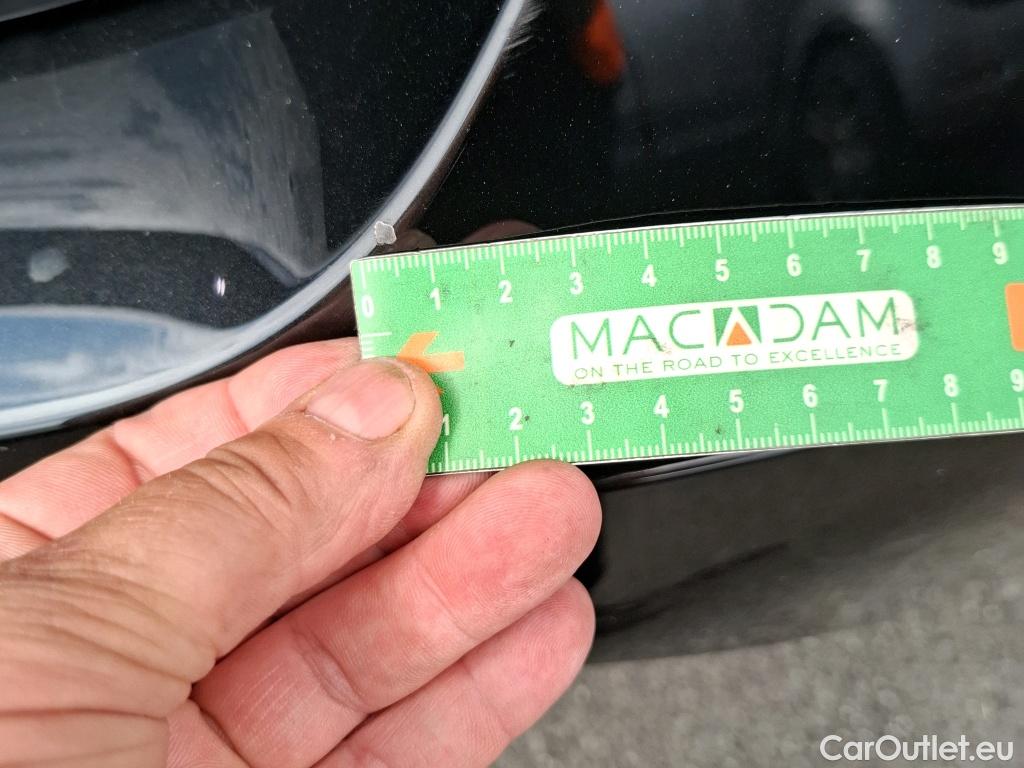 0 1 2 3 4 5 6 7 8 9
MACADAM
ON THE ROAD TO EXCELLENCE
1 2 3 4 5 6 7 8 9
CarOutlet.eu